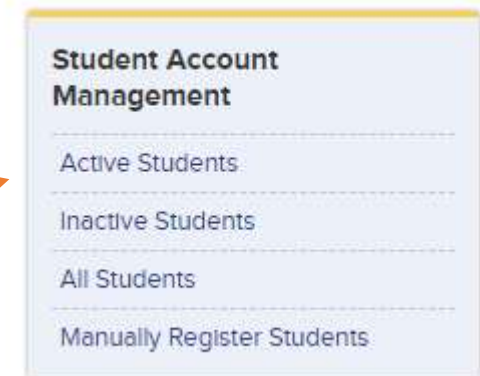 Student Account
Management
Active Students
Inactive Students
All Students
Manually Register Students